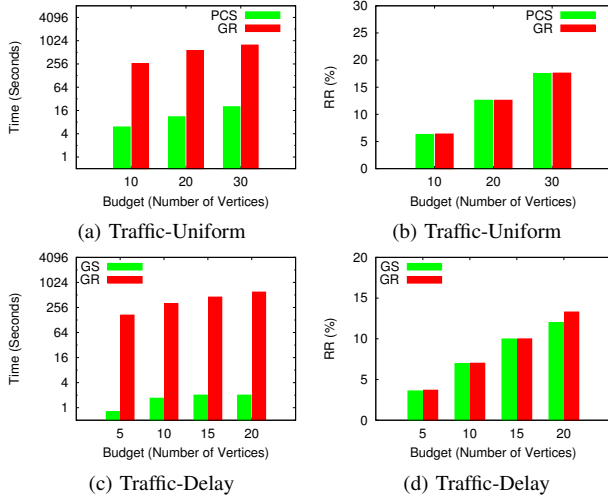 4096
1024
256
64
16
4
1
Time (Seconds)
PCS
GR
10 20 30
Budget (Number of Vertices)
(a) Traffic-Uniform
30
25
20
15
10
5
0
RR (%)
PCS
GR
10 20 30
Budget (Number of Vertices)
(b) Traffic-Uniform
4096
1024
256
64
16
4
1
Time (Seconds)
GS
GR
5 10 15 20
Budget (Number of Vertices)
(c) Traffic-Delay
20
15
10
5
0
RR (%)
GS
GR
5 10 15 20
Budget (Number of Vertices)
(d) Traffic-Delay